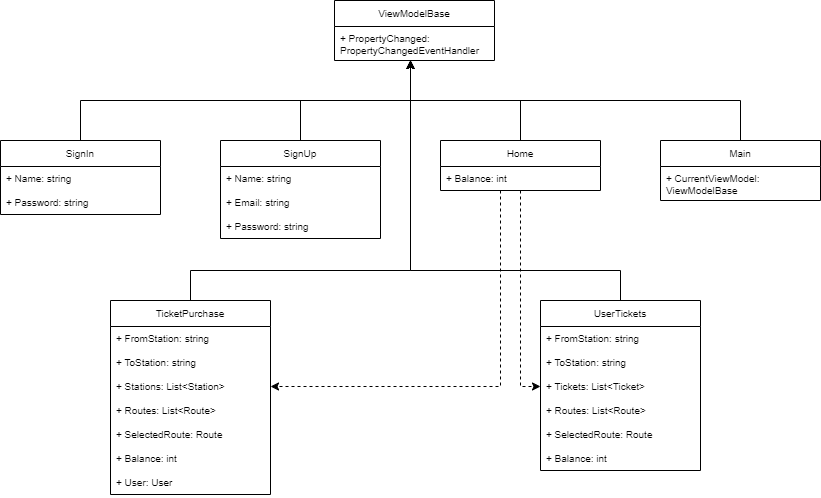 ViewModelBase
+ PropertyChanged:
PropertyChangedEventHandler
SignIn
+ Name: string
+ Password: string
SignUp
+ Name: string
+ Email: string
+ Password: string
Home
+ Balance: int
Main
+ CurrentViewModel:
ViewModelBase
TicketPurchase
+ FromStation: string
+ ToStation: string
+ Stations: List<Station>
+ Routes: List<Route>
+ SelectedRoute: Route
+ Balance: int
+ User: User
UserTickets
+ FromStation: string
+ ToStation: string
+ Tickets: List<Ticket>
+ Routes: List<Route>
+ SelectedRoute: Route
+ Balance: int